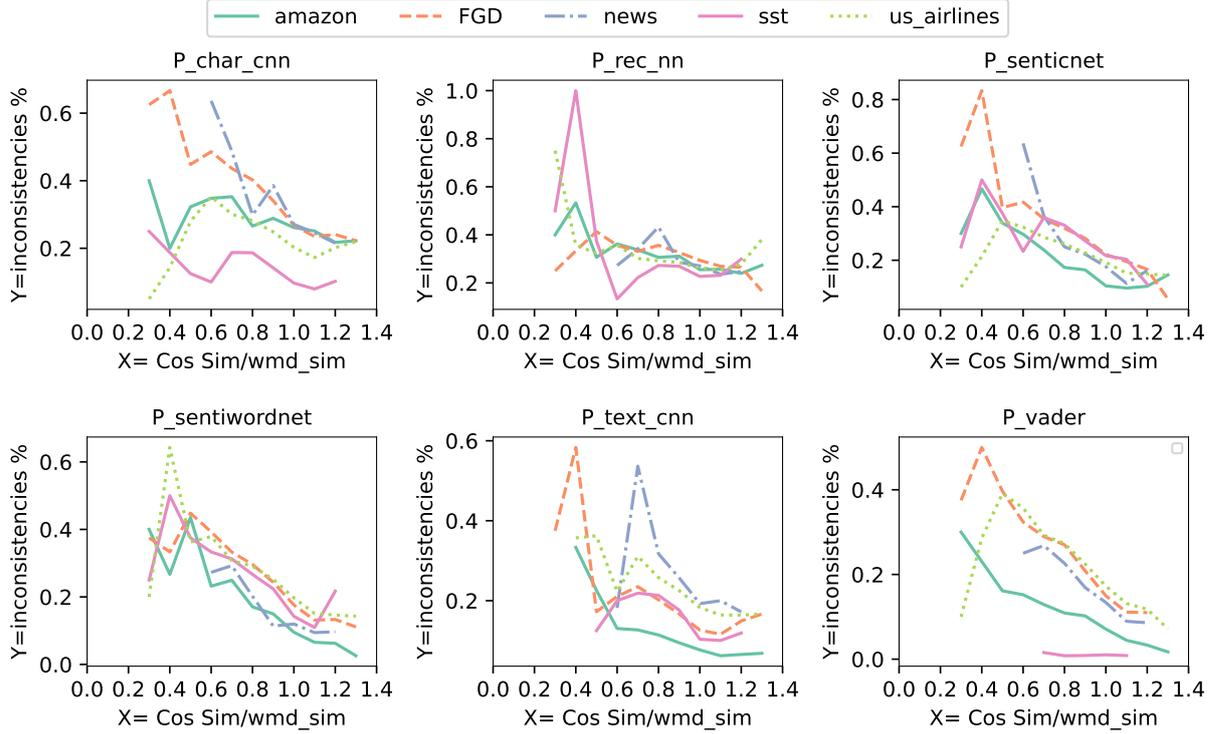 amazon FGD news sst us_airlines
P_char_cnn P_rec_nn P_senticnet
Y=inconsistencies % Y=inconsistencies % Y=inconsistencies %
0.6 1.0 0.8
0.4 0.8 0.6
0.2 0.6 0.4
0.4 0.2
0.2
0.0 0.2 0.4 0.6 0.8 1.0 1.2 1.4 0.0 0.2 0.4 0.6 0.8 1.0 1.2 1.4 0.0 0.2 0.4 0.6 0.8 1.0 1.2 1.4
X= Cos Sim/wmd_sim X= Cos Sim/wmd_sim X= Cos Sim/wmd_sim
P_sentiwordnet P_text_cnn P_vader
Y=inconsistencies % Y=inconsistencies % Y=inconsistencies %
0.6 0.6 0.4
0.4 0.4 0.2
0.2 0.2 0.0
0.0
0.0 0.2 0.4 0.6 0.8 1.0 1.2 1.4 0.0 0.2 0.4 0.6 0.8 1.0 1.2 1.4 0.0 0.2 0.4 0.6 0.8 1.0 1.2 1.4
X= Cos Sim/wmd_sim X= Cos Sim/wmd_sim X= Cos Sim/wmd_sim